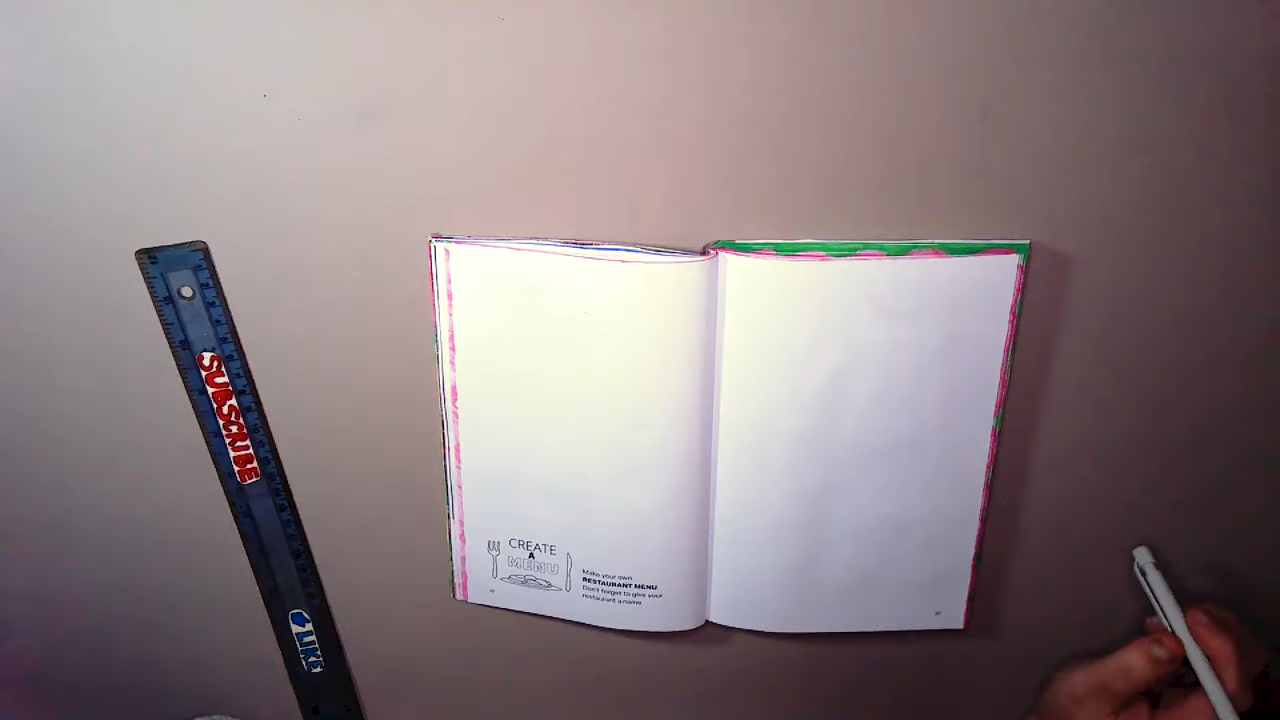 SUBSCRIBE
LIKE
CREATE
A
MENU
Make your own
RESTAURANT MENU
Don't forget to give your
restaurant a name